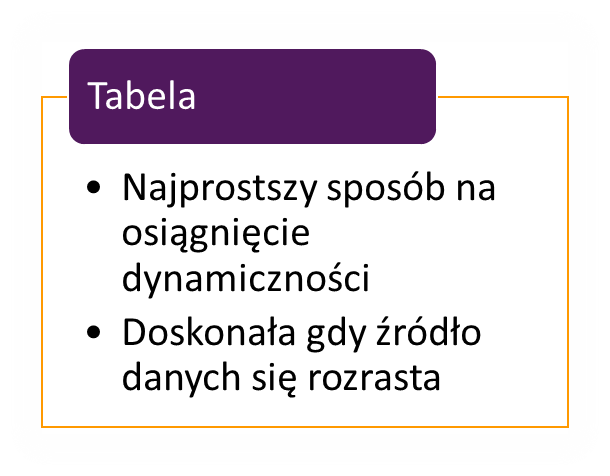 Tabela
• Najprostszy sposób na
osiągnięcie
dynamiczności
• Doskonała gdy źródło
danych się rozrasta